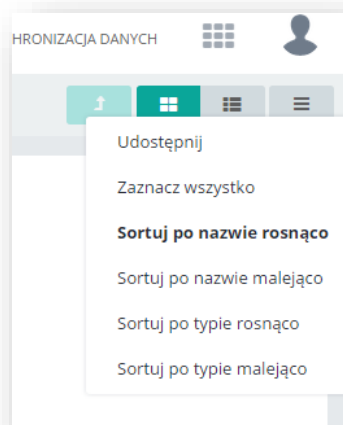 HRONIZACJA DANYCH
Udostępnij
Zaznacz wszystko
Sortuj po nazwie rosnąco
Sortuj po nazwie malejąco
Sortuj po typie rosnąco
Sortuj po typie malejąco